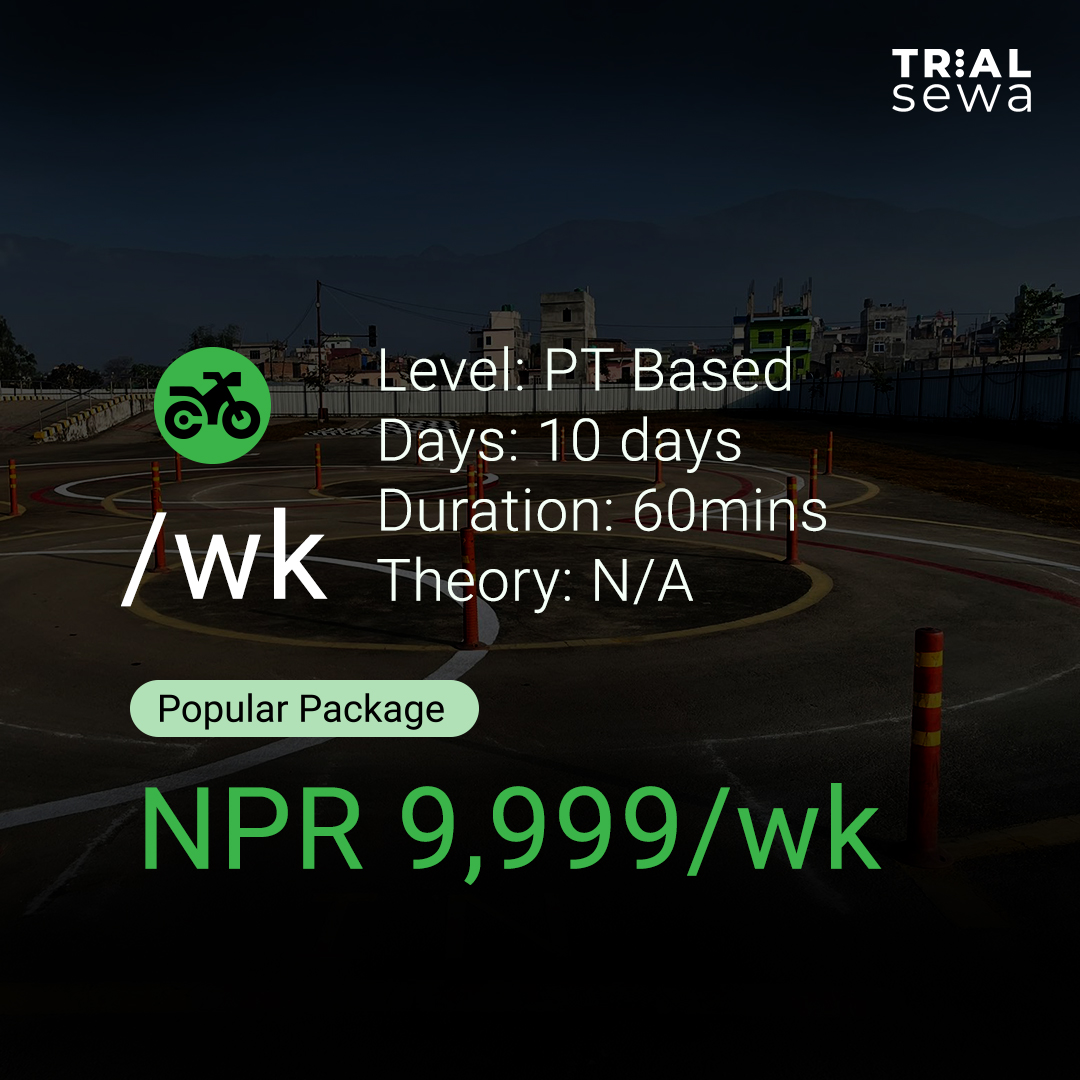 TRIAL
sewa
Level: PT Based
Days: 10 days
Duration: 60mins
Theory: N/A
/wk
Popular Package
NPR 9,999/wk